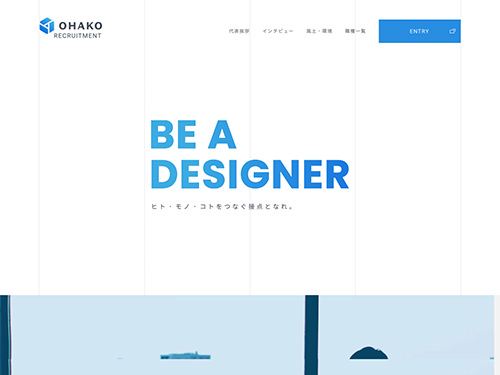 OHAKO
RECRUITMENT
代表挨拶 インタビュー 風土・環境 職種一覧 ENTRY
BE A
DESIGNER
ヒト・モノ・コトをつなぐ接点となれ。